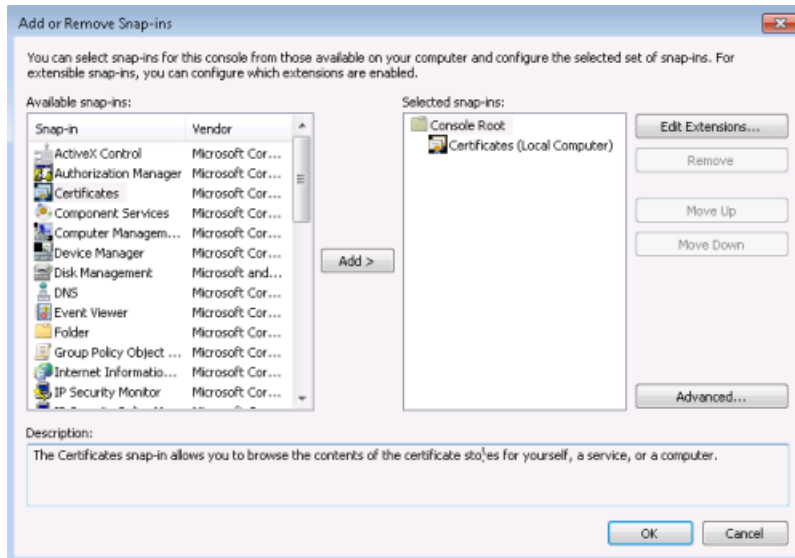 Add or Remove Snap-ins
You can select snap-ins for this console from those available on your computer and configure the selected set of snap-ins. For
extensible snap-ins, you can configure which extensions are enabled.
Available snap-ins:
Snap-in Vendor
ActiveX Control Microsoft Cor...
Authorization Manager Microsoft Cor...
Certificates Microsoft Cor...
Component Services Microsoft Cor...
Computer Managem... Microsoft Cor...
Device Manager Microsoft Cor...
Disk Management Microsoft and...
DNS Microsoft Cor...
Event Viewer Microsoft Cor...
Folder Microsoft Cor...
Group Policy Object ... Microsoft Cor...
Internet Informatio... Microsoft Cor...
IP Security Monitor Microsoft Cor...
Add >
Selected snap-ins:
Console Root
Certificates (Local Computer)
Edit Extensions...
Remove
Move Up
Move Down
Advanced...
Description:
The Certificates snap-in allows you to browse the contents of the certificate stores for yourself, a service, or a computer.
OK
Cancel